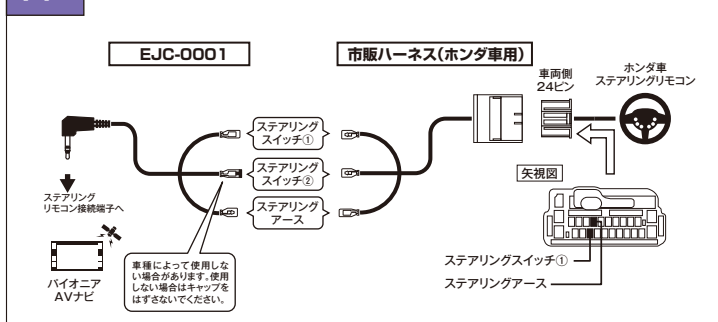 EJC-0001
市販ハーネス(ホンダ車用)
車両側
24ピン
ホンダ車
ステアリングリモコン
ステアリング
スイッチ①
ステアリング
スイッチ②
ステアリング
アース
矢視図
ステアリング
リモコン接続端子へ
パイオニア
AVナビ
車種によって使用しな
い場合があります。使用
しない場合はキャップを
はずさないでください。
ステアリングスイッチ①
ステアリングアース